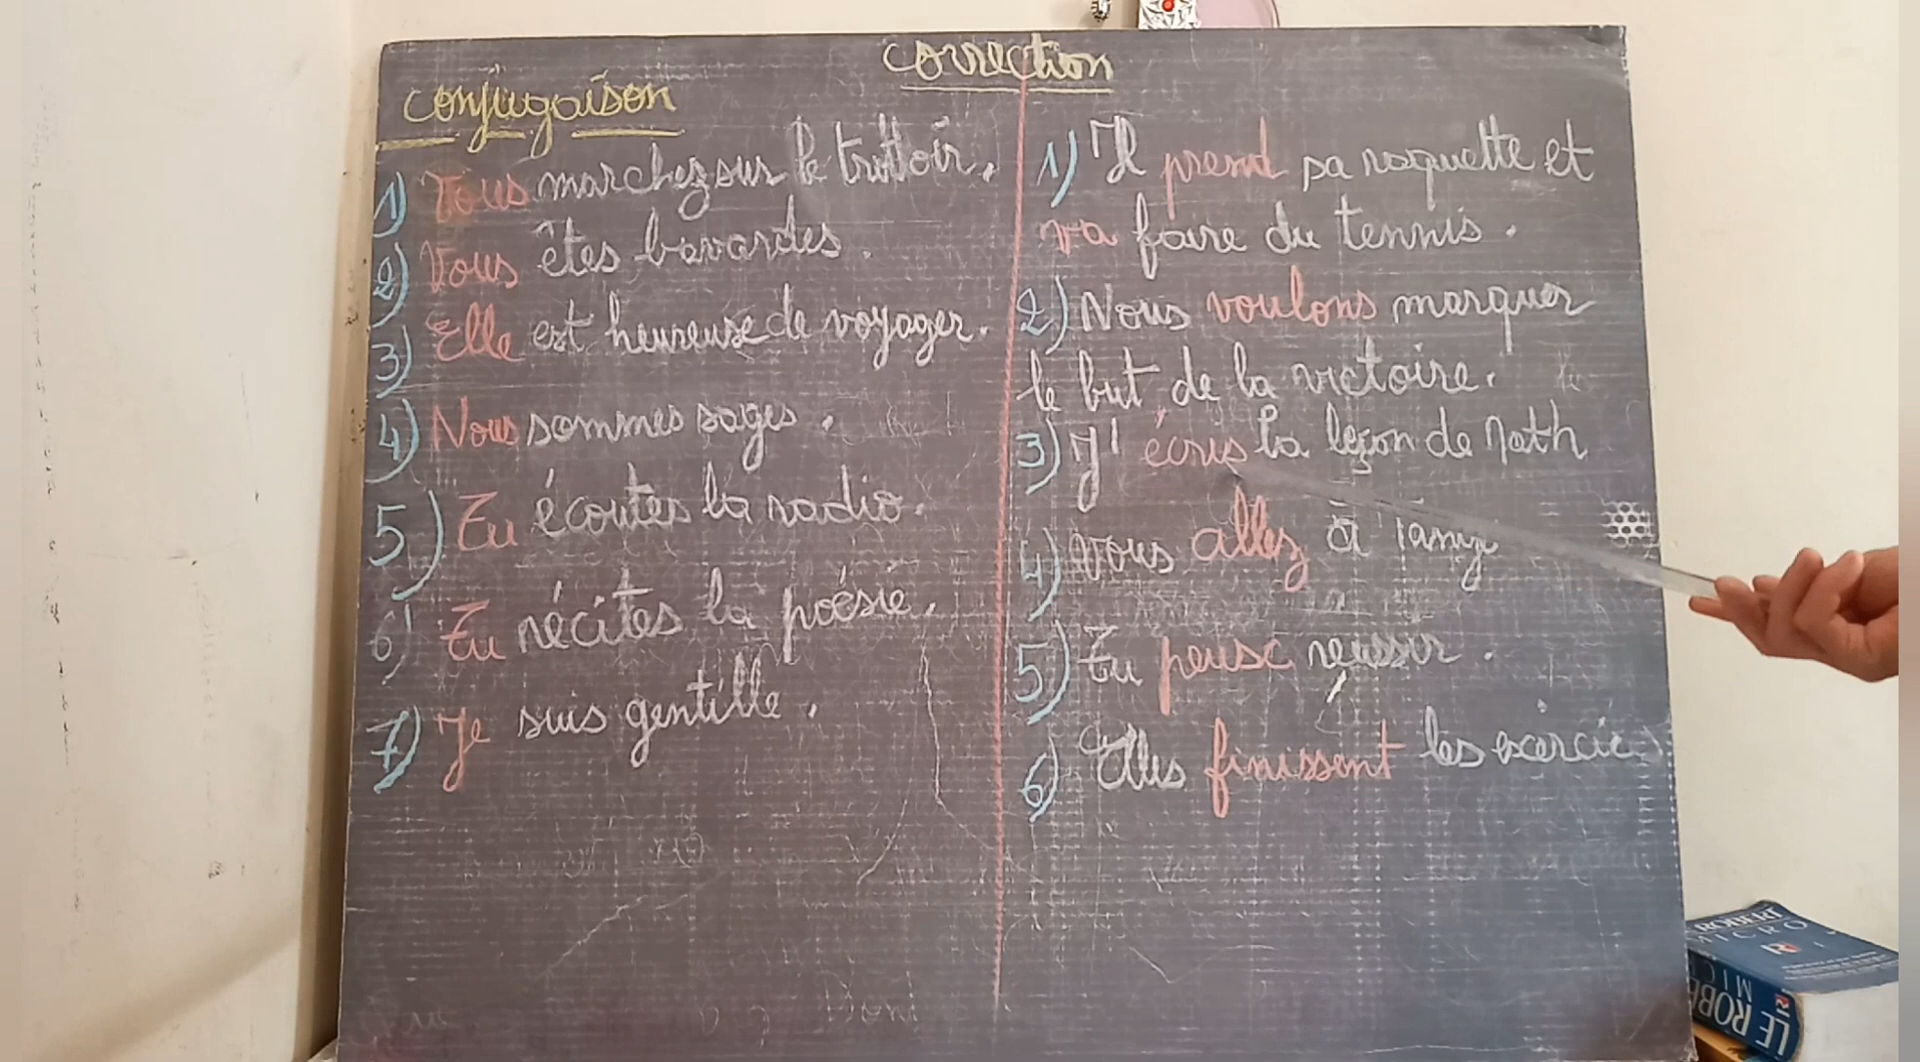 correction
conjugaison
1) Vous marchez sur le trottoir.
2) Vous êtes bavardes.
3) Elle est heureuse de voyager.
4) Nous sommes sages.
5) Tu écoutes la radio.
6) Tu récites la poésie.
7) Je suis gentille.
1) Il prend sa raquette et
va faire du tennis.
2) Nous voulons marquer
le but de la victoire.
3) J'écris la leçon de Math
4) vous allez à
5) Tu peux réussir.
6) Elles finissent les
ROBERT
MICRO
LE ROBE
MIC